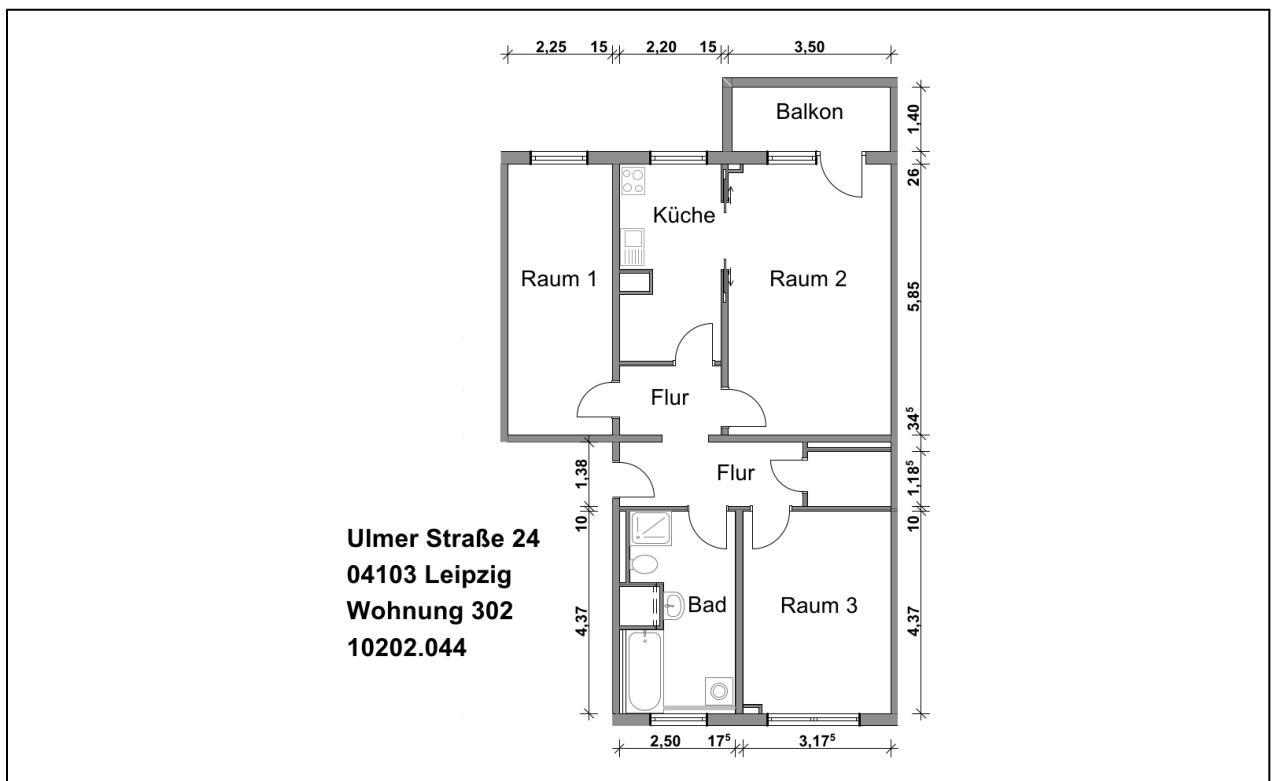 2,25 15 2,20 15 3,50
Balkon
1,40
26
Küche
Raum 1
Raum 2
5,85
Flur
34⁵
1,38
Flur
1,18⁵
10
10
Ulmer Straße 24
04103 Leipzig
Wohnung 302
10202.044
Bad
Raum 3
4,37
4,37
2,50 17⁵ 3,17⁵